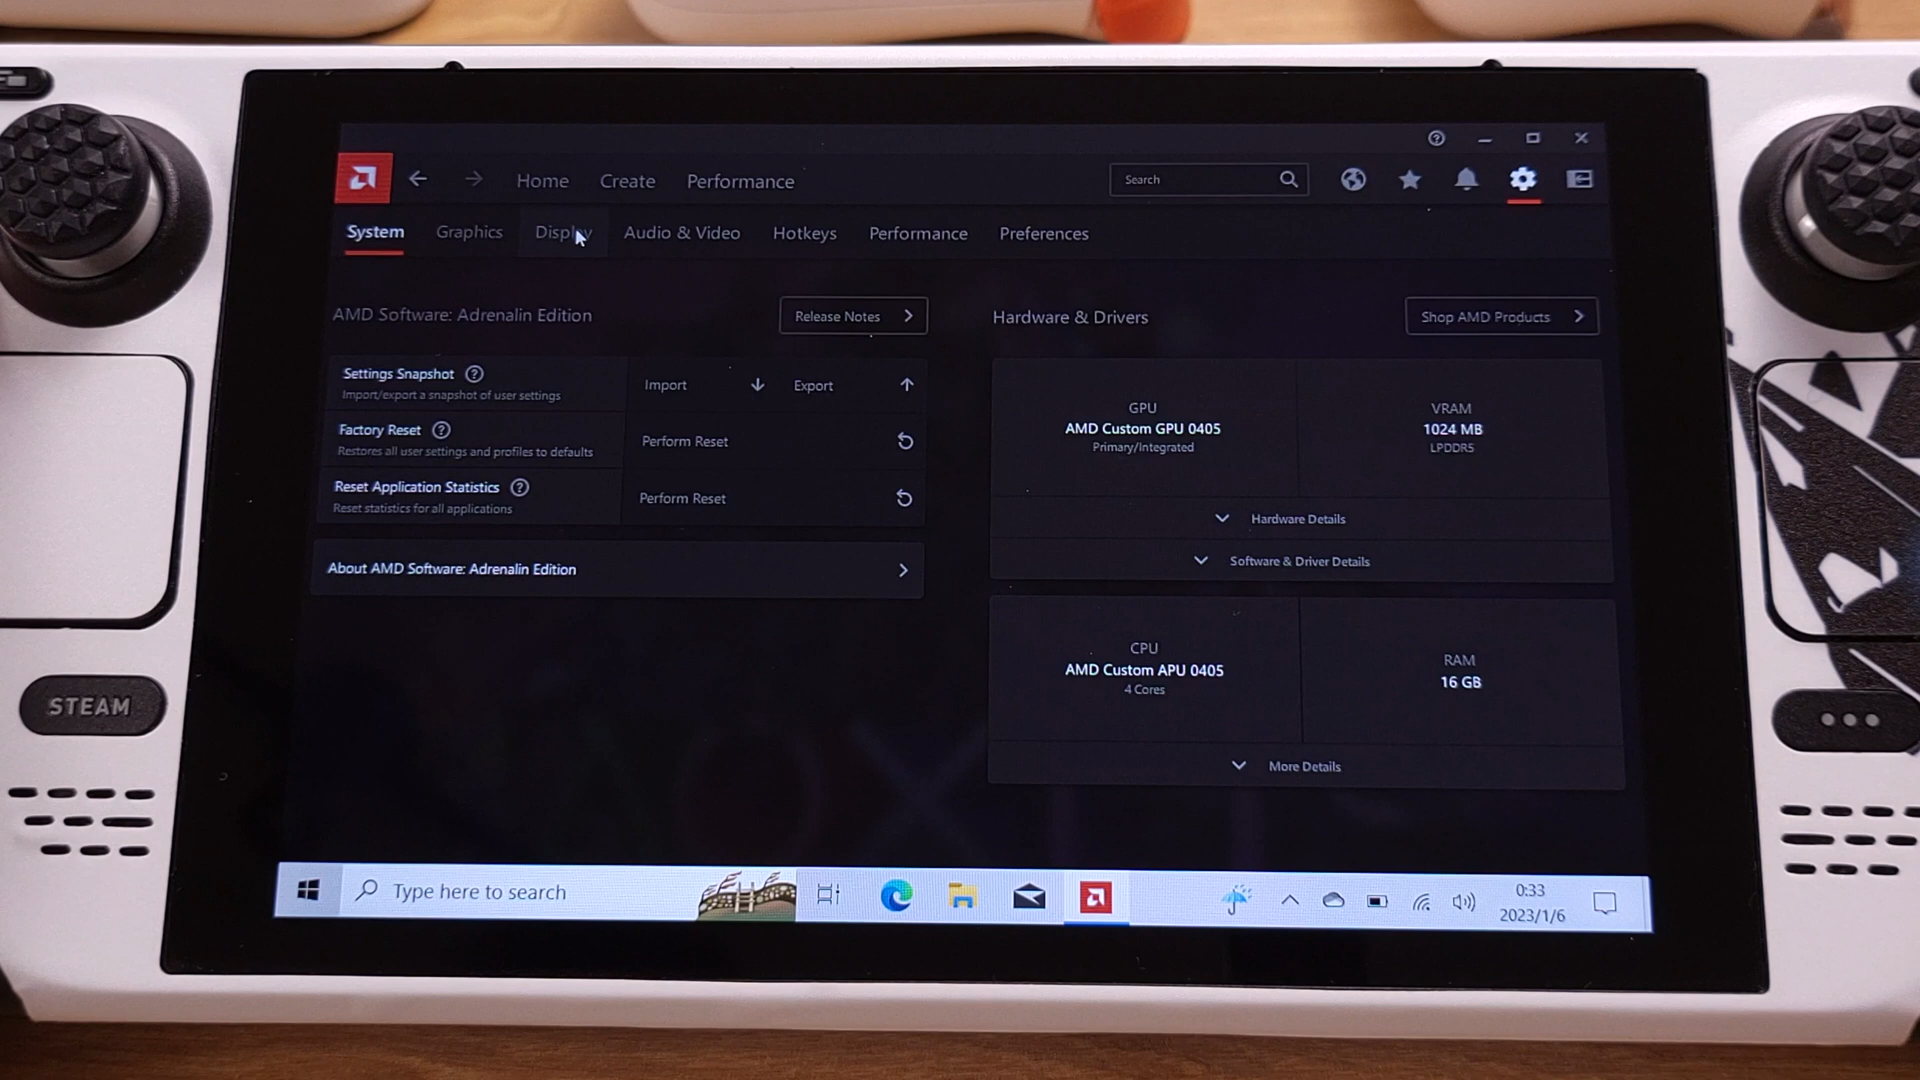 Home Create Performance
Search
System Graphics Display Audio & Video Hotkeys Performance Preferences
AMD Software: Adrenalin Edition
Release Notes
Settings Snapshot
Import/export a snapshot of user settings
Import
Export
Factory Reset
Restores all user settings and profiles to defaults
Perform Reset
Reset Application Statistics
Reset statistics for all applications
Perform Reset
About AMD Software: Adrenalin Edition
Hardware & Drivers
Shop AMD Products
GPU
AMD Custom GPU 0405
Primary/Integrated
VRAM
1024 MB
LPDDR5
Hardware Details
Software & Driver Details
CPU
AMD Custom APU 0405
4 Cores
RAM
16 GB
More Details
STEAM
Type here to search
0:33
2023/1/6